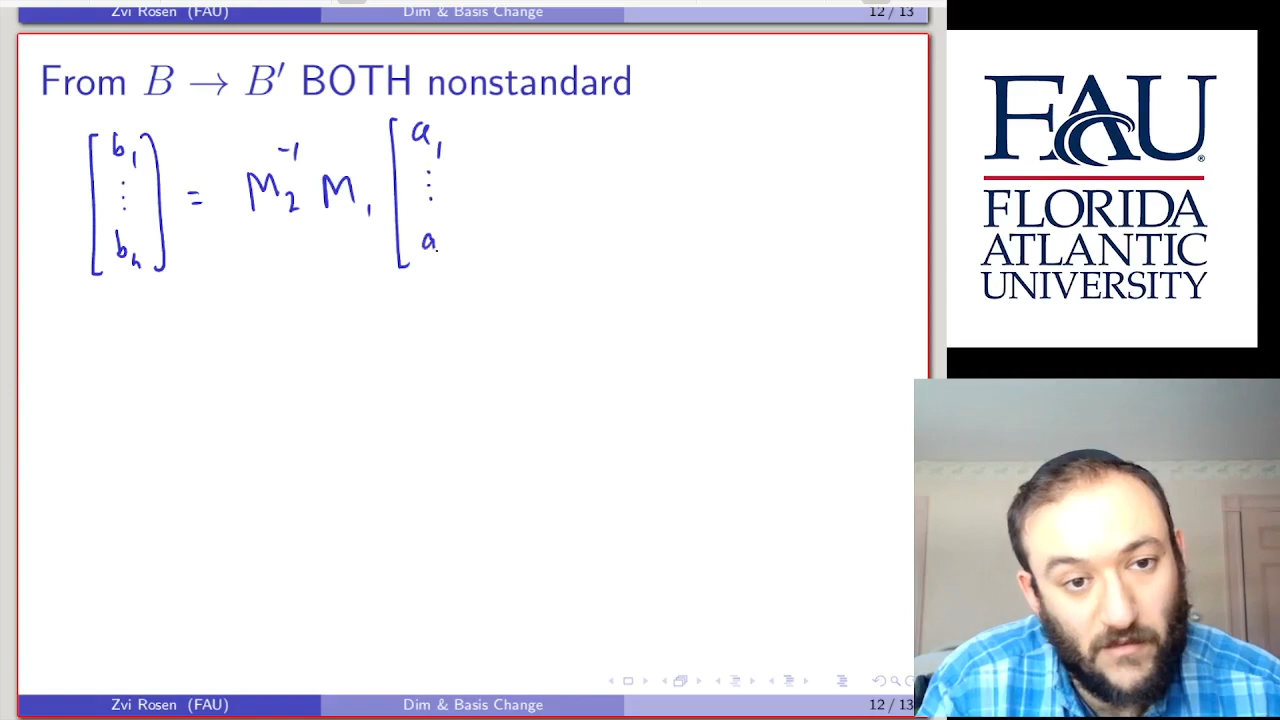 Zvi Rosen (FAU) Dim & Basis Change 12 / 13
From B → B′ BOTH nonstandard
[b₁ ⋮ bₙ] = M₂⁻¹ M₁ [a₁ ⋮ a
Zvi Rosen (FAU) Dim & Basis Change 12 / 13
FAU®
FLORIDA
ATLANTIC
UNIVERSITY